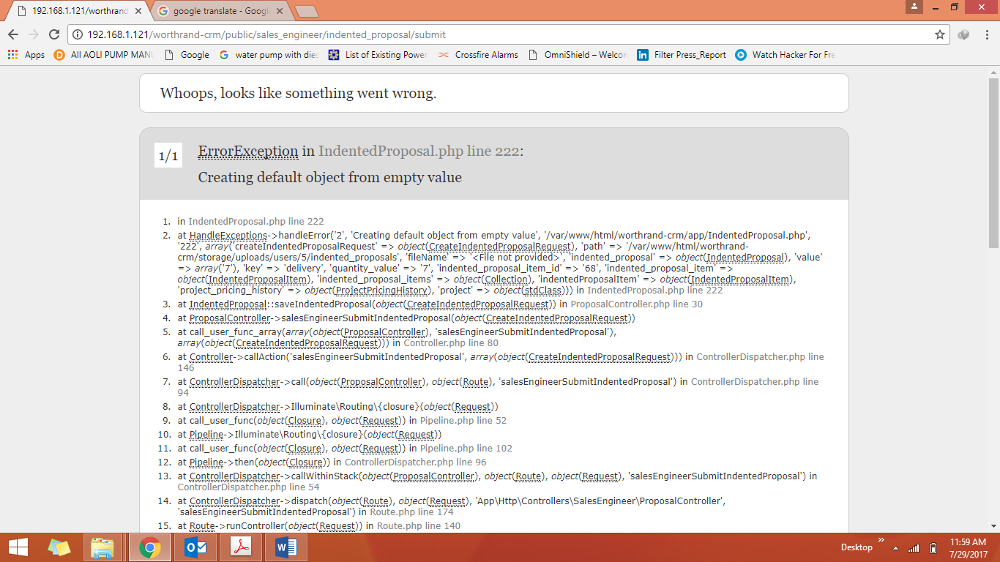 192.168.1.121/worthrand
google translate - Googl
192.168.1.121/worthrand-crm/public/sales_engineer/indented_proposal/submit
Apps
All AOLI PUMP MANU
Google
water pump with dies
List of Existing Power
Crossfire Alarms
OmniShield – Welcon
Filter Press_Report
Watch Hacker For Fre
Whoops, looks like something went wrong.
1/1
ErrorException in IndentedProposal.php line 222:
Creating default object from empty value
1. in IndentedProposal.php line 222
2. at HandleExceptions->handleError('2', 'Creating default object from empty value', '/var/www/html/worthrand-crm/app/IndentedProposal.php',
'222', array('createIndentedProposalRequest' => object(CreateIndentedProposalRequest), 'path' => '/var/www/html/worthrand-
crm/storage/uploads/users/5/indented_proposals', 'fileName' => '<File not provided>', 'indented_proposal' => object(IndentedProposal), 'value'
=> array('7'), 'key' => 'delivery', 'quantity_value' => '7', 'indented_proposal_item_id' => '68', 'indented_proposal_item' =>
object(IndentedProposalItem), 'indented_proposal_items' => object(Collection), 'indentedProposalItem' => object(IndentedProposalItem),
'project_pricing_history' => object(ProjectPricingHistory), 'project' => object(stdClass))) in IndentedProposal.php line 222
3. at IndentedProposal::saveIndentedProposal(object(CreateIndentedProposalRequest)) in ProposalController.php line 30
4. at ProposalController->salesEngineerSubmitIndentedProposal(object(CreateIndentedProposalRequest))
5. at call_user_func_array(array(object(ProposalController), 'salesEngineerSubmitIndentedProposal'),
array(object(CreateIndentedProposalRequest))) in Controller.php line 80
6. at Controller->callAction('salesEngineerSubmitIndentedProposal', array(object(CreateIndentedProposalRequest))) in ControllerDispatcher.php line
146
7. at ControllerDispatcher->call(object(ProposalController), object(Route), 'salesEngineerSubmitIndentedProposal') in ControllerDispatcher.php line
94
8. at ControllerDispatcher->Illuminate\Routing\{closure}(object(Request))
9. at call_user_func(object(Closure), object(Request)) in Pipeline.php line 52
10. at Pipeline->Illuminate\Routing\{closure}(object(Request))
11. at call_user_func(object(Closure), object(Request)) in Pipeline.php line 102
12. at Pipeline->then(object(Closure)) in ControllerDispatcher.php line 96
13. at ControllerDispatcher->callWithinStack(object(ProposalController), object(Route), object(Request), 'salesEngineerSubmitIndentedProposal') in
ControllerDispatcher.php line 54
14. at ControllerDispatcher->dispatch(object(Route), object(Request), 'App\Http\Controllers\SalesEngineer\ProposalController',
'salesEngineerSubmitIndentedProposal') in Route.php line 174
15. at Route->runController(object(Request)) in Route.php line 140
Desktop
11:59 AM
7/29/2017